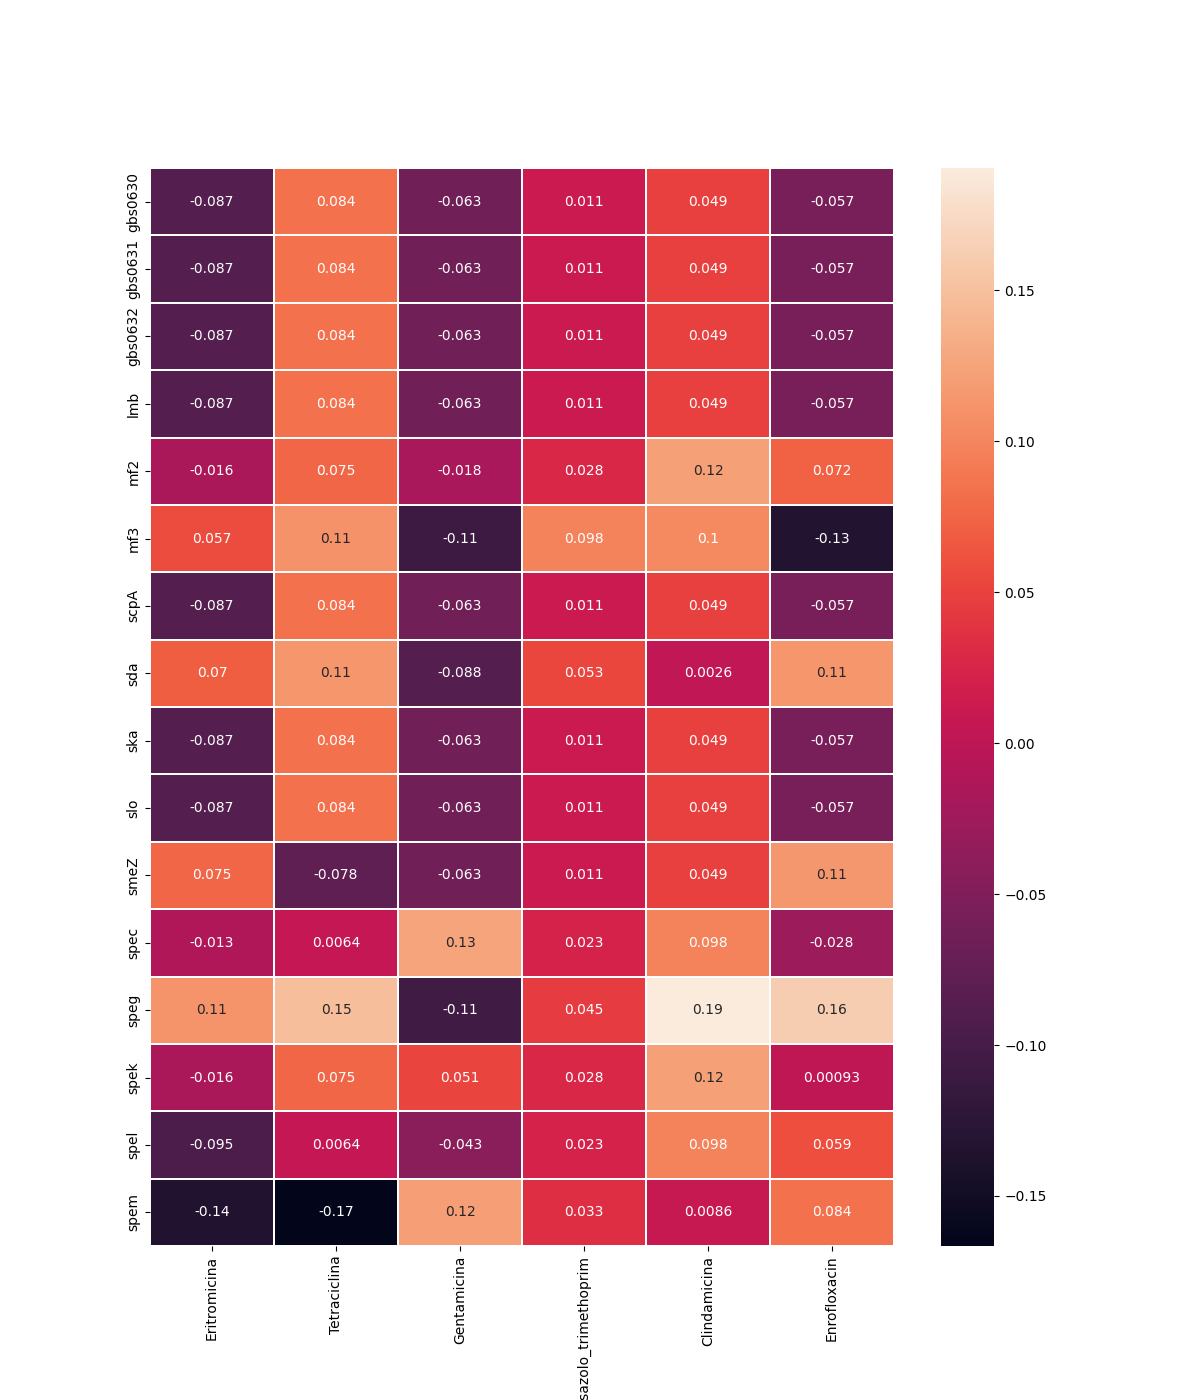 gbs0630 -0.087 0.084 -0.063 0.011 0.049 -0.057
gbs0631 -0.087 0.084 -0.063 0.011 0.049 -0.057
gbs0632 -0.087 0.084 -0.063 0.011 0.049 -0.057
lmb -0.087 0.084 -0.063 0.011 0.049 -0.057
mf2 -0.016 0.075 -0.018 0.028 0.12 0.072
mf3 0.057 0.11 -0.11 0.098 0.1 -0.13
scpA -0.087 0.084 -0.063 0.011 0.049 -0.057
sda 0.07 0.11 -0.088 0.053 0.0026 0.11
ska -0.087 0.084 -0.063 0.011 0.049 -0.057
slo -0.087 0.084 -0.063 0.011 0.049 -0.057
smeZ 0.075 -0.078 -0.063 0.011 0.049 0.11
spec -0.013 0.0064 0.13 0.023 0.098 -0.028
speg 0.11 0.15 -0.11 0.045 0.19 0.16
spek -0.016 0.075 0.051 0.028 0.12 0.00093
spel -0.095 0.0064 -0.043 0.023 0.098 0.059
spem -0.14 -0.17 0.12 0.033 0.0086 0.084
Eritromicina
Tetraciclina
Gentamicina
sazolo_trimethoprim
Clindamicina
Enrofloxacin
0.15
0.10
0.05
0.00
−0.05
−0.10
−0.15